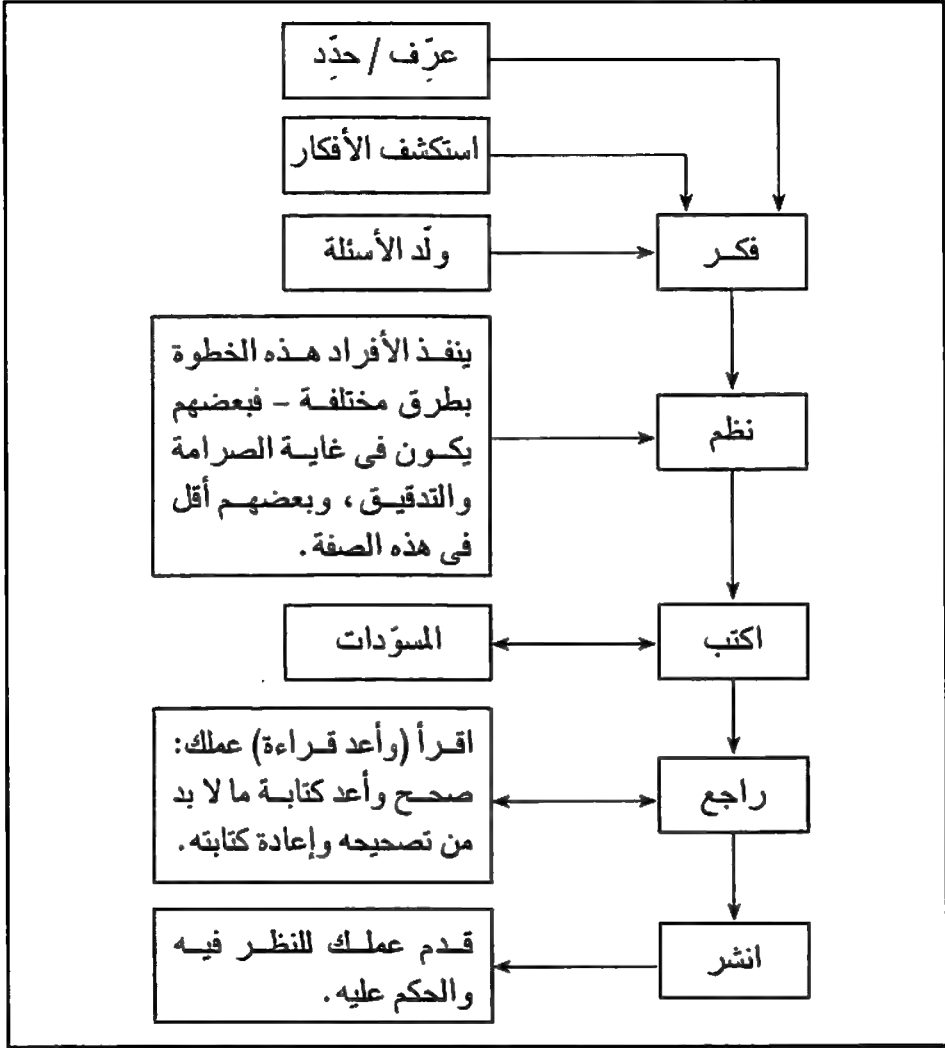 عرِّف / حدِّد
استكشف الأفكار
ولّد الأسئلة
فكر
ينفذ الأفراد هذه الخطوة
بطرق مختلفة – فبعضهم
يكون فى غاية الصرامة
والتدقيق، وبعضهم أقل
فى هذه الصفة.
نظم
اكتب
المسوّدات
راجع
اقرأ (وأعد قراءة) عملك:
صحح وأعد كتابة ما لا بد
من تصحيحه وإعادة كتابته.
انشر
قدم عملك للنظر فيه
والحكم عليه.